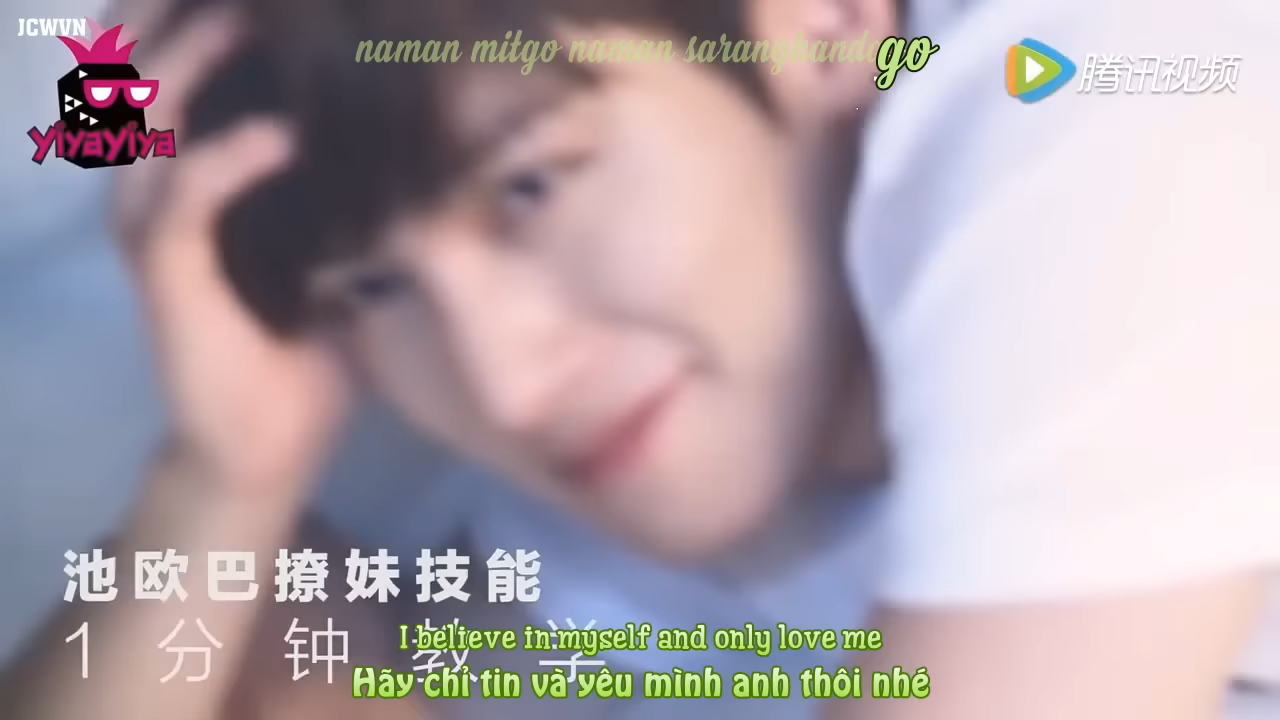 JCWVN
yiyayiya
naman mitgo naman saranghandago
腾讯视频
池欧巴撩妹技能
1分钟教学
I believe in myself and only love me
Hãy chỉ tin và yêu mình anh thôi nhé